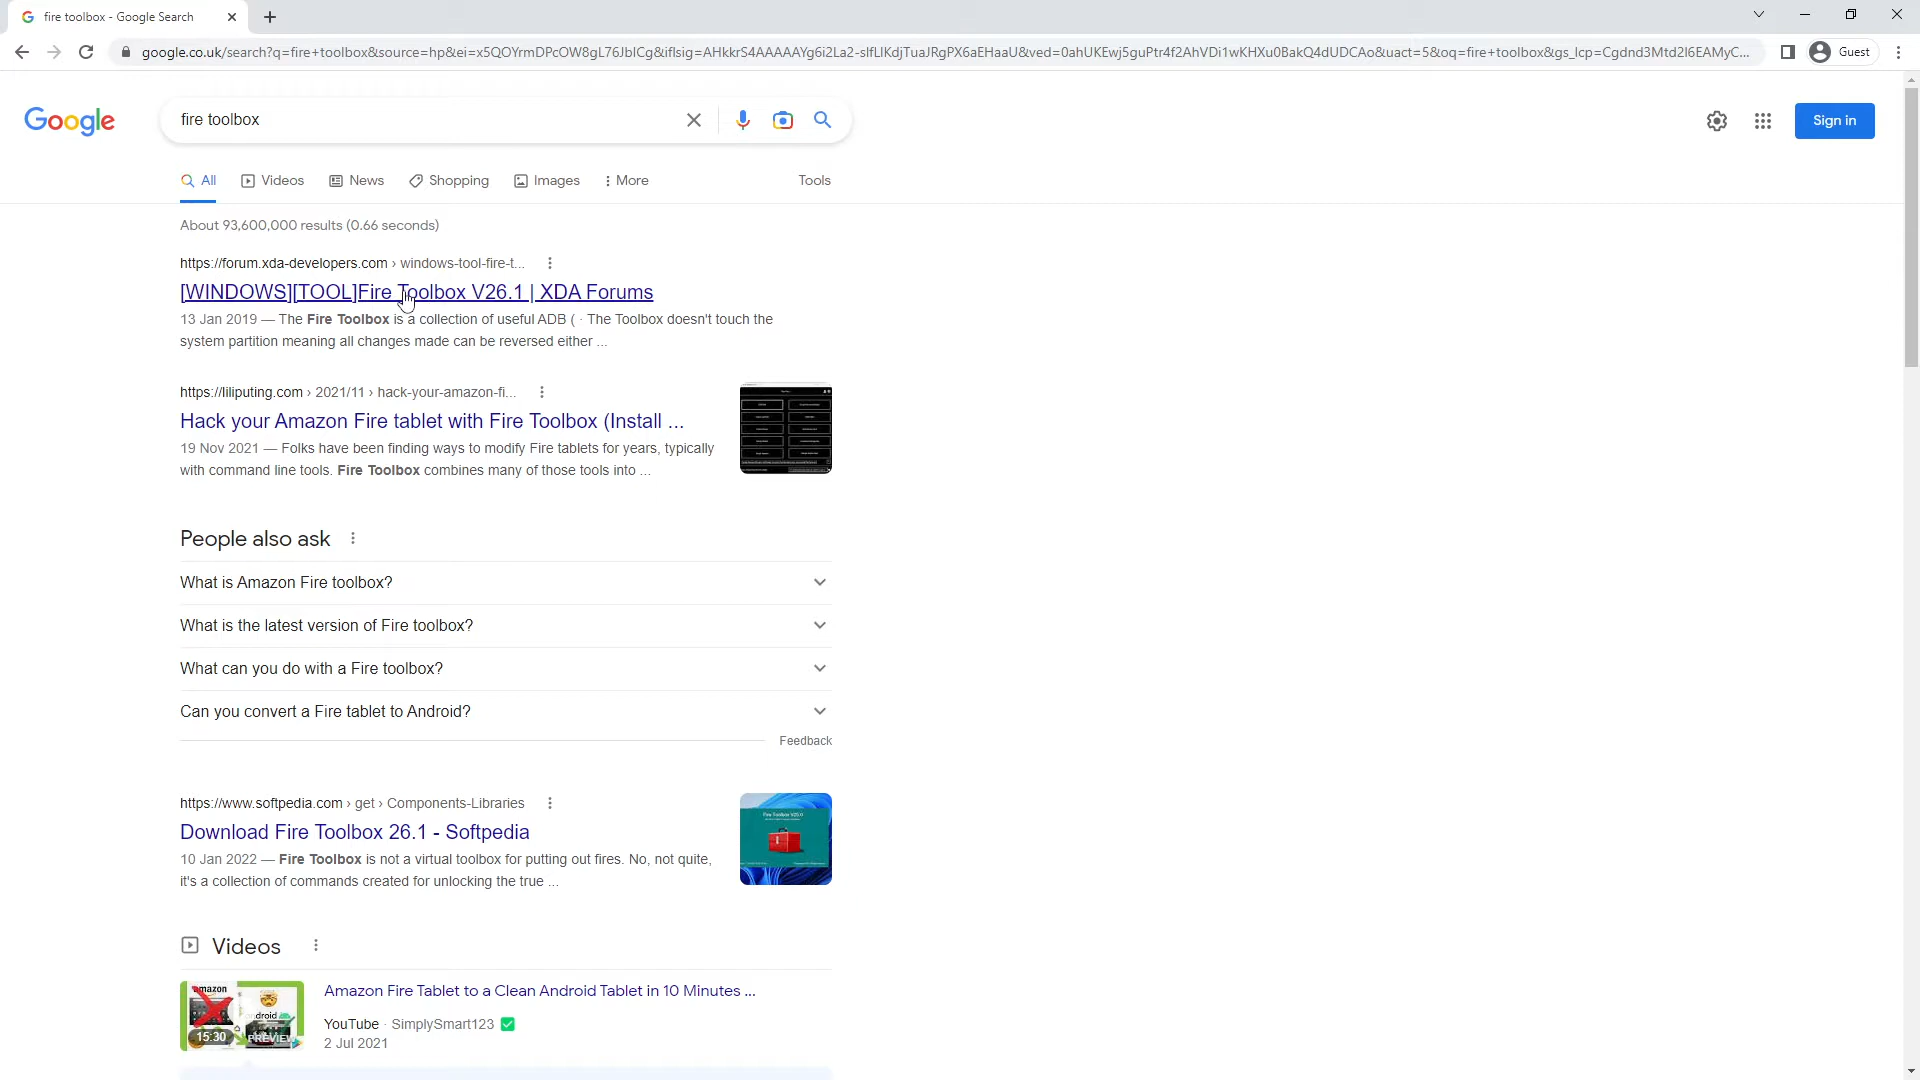 fire toolbox - Google Search
google.co.uk/search?q=fire+toolbox&source=hp&ei=x5QOYrmDPcOW8gL76JbICg&iflsig=AHkkrS4AAAAAYg6i2La2-slfLIKdjTuaJRgPX6aEHaaU&ved=0ahUKEwj5guPtr4f2AhVDi1wKHXu0BakQ4dUDCAo&uact=5&oq=fire+toolbox&gs_lcp=Cgdnd3Mtd2l6EAMyC...
Guest
Google
fire toolbox
Sign in
All Videos News Shopping Images More Tools
About 93,600,000 results (0.66 seconds)
https://forum.xda-developers.com › windows-tool-fire-t...
[WINDOWS][TOOL]Fire Toolbox V26.1 | XDA Forums
13 Jan 2019 — The Fire Toolbox is a collection of useful ADB ( · The Toolbox doesn't touch the
system partition meaning all changes made can be reversed either ...
https://liliputing.com › 2021/11 › hack-your-amazon-fi...
Hack your Amazon Fire tablet with Fire Toolbox (Install ...
19 Nov 2021 — Folks have been finding ways to modify Fire tablets for years, typically
with command line tools. Fire Toolbox combines many of those tools into ...
People also ask
What is Amazon Fire toolbox?
What is the latest version of Fire toolbox?
What can you do with a Fire toolbox?
Can you convert a Fire tablet to Android?
Feedback
https://www.softpedia.com › get › Components-Libraries
Download Fire Toolbox 26.1 - Softpedia
10 Jan 2022 — Fire Toolbox is not a virtual toolbox for putting out fires. No, not quite,
it's a collection of commands created for unlocking the true ...
Videos
amazon
android
15:30
PREVIEW
Amazon Fire Tablet to a Clean Android Tablet in 10 Minutes ...
YouTube · SimplySmart123
2 Jul 2021